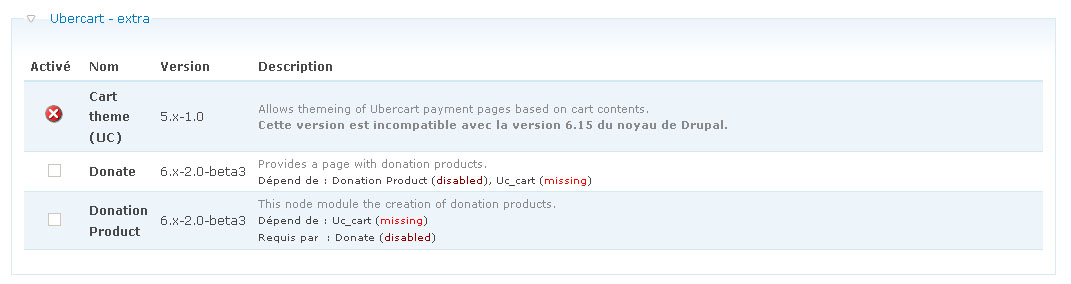 Ubercart - extra
Activé Nom Version Description
Cart theme (UC) 5.x-1.0 Allows themeing of Ubercart payment pages based on cart contents.
Cette version est incompatible avec la version 6.15 du noyau de Drupal.
Donate 6.x-2.0-beta3 Provides a page with donation products.
Dépend de : Donation Product (disabled), Uc_cart (missing)
Donation Product 6.x-2.0-beta3 This node module the creation of donation products.
Dépend de : Uc_cart (missing)
Requis par : Donate (disabled)